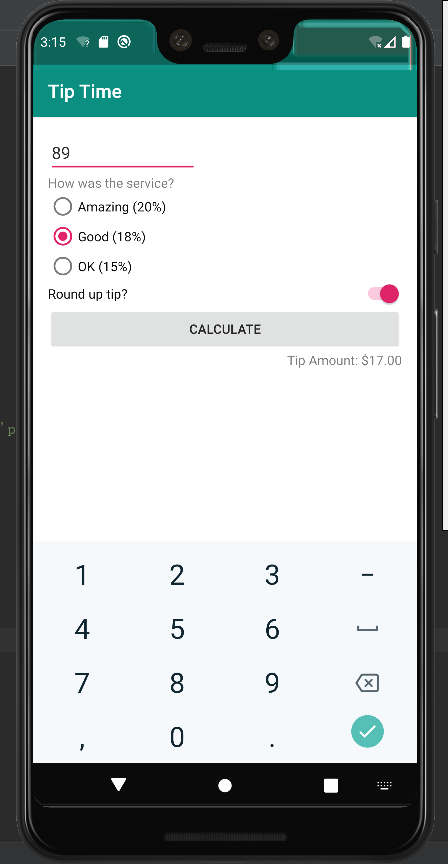 3:15
Tip Time
89
How was the service?
Amazing (20%)
Good (18%)
OK (15%)
Round up tip?
CALCULATE
Tip Amount: $17.00
1 2 3 –
4 5 6
7 8 9
, 0 .
'p